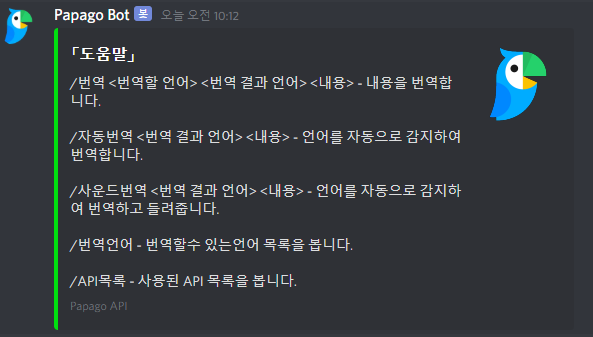 Papago Bot 봇 오늘 오전 10:12
「도움말」
/번역 <번역할 언어> <번역 결과 언어> <내용> - 내용을 번역합
니다.
/자동번역 <번역 결과 언어> <내용> - 언어를 자동으로 감지하여
번역합니다.
/사운드번역 <번역 결과 언어> <내용> - 언어를 자동으로 감지하
여 번역하고 들려줍니다.
/번역언어 - 번역할수 있는언어 목록을 봅니다.
/API목록 - 사용된 API 목록을 봅니다.
Papago API